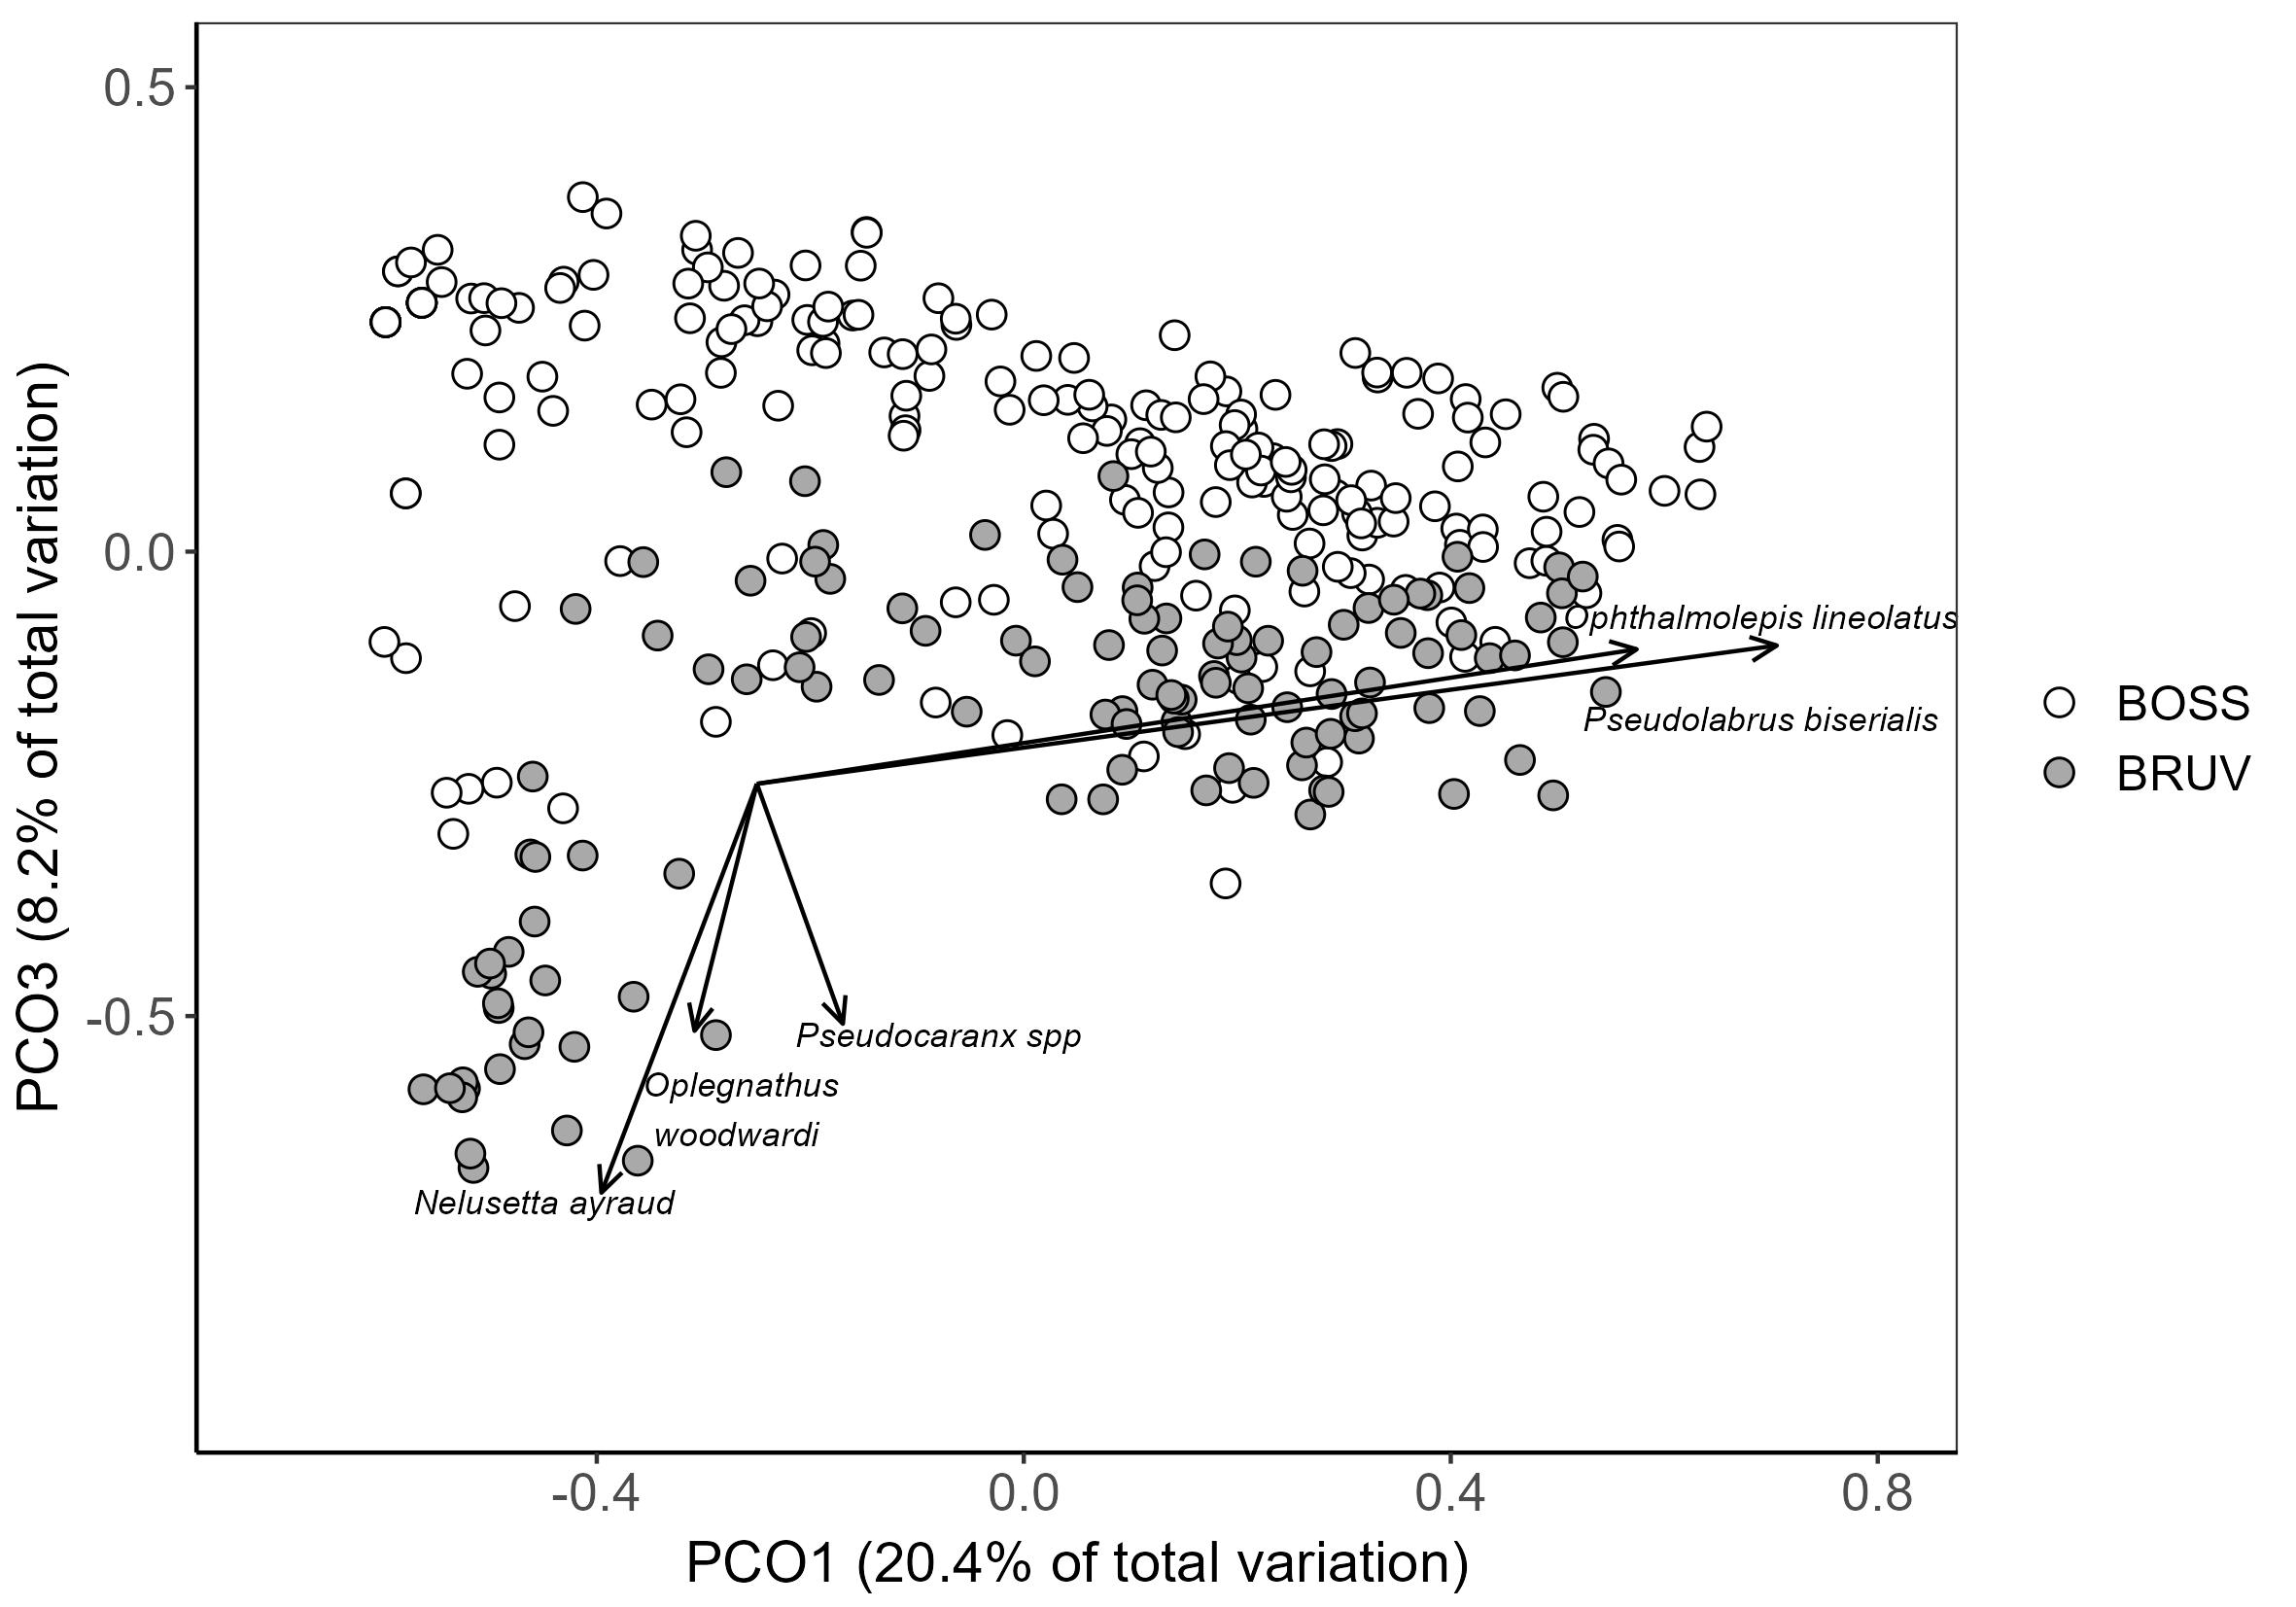 0.5
0.0
-0.5
PCO3 (8.2% of total variation)
Ophthalmolepis lineolatus
Pseudolabrus biserialis
Pseudocaranx spp
Oplegnathus
woodwardi
Nelusetta ayraud
BOSS
BRUV
-0.4
0.0
0.4
0.8
PCO1 (20.4% of total variation)